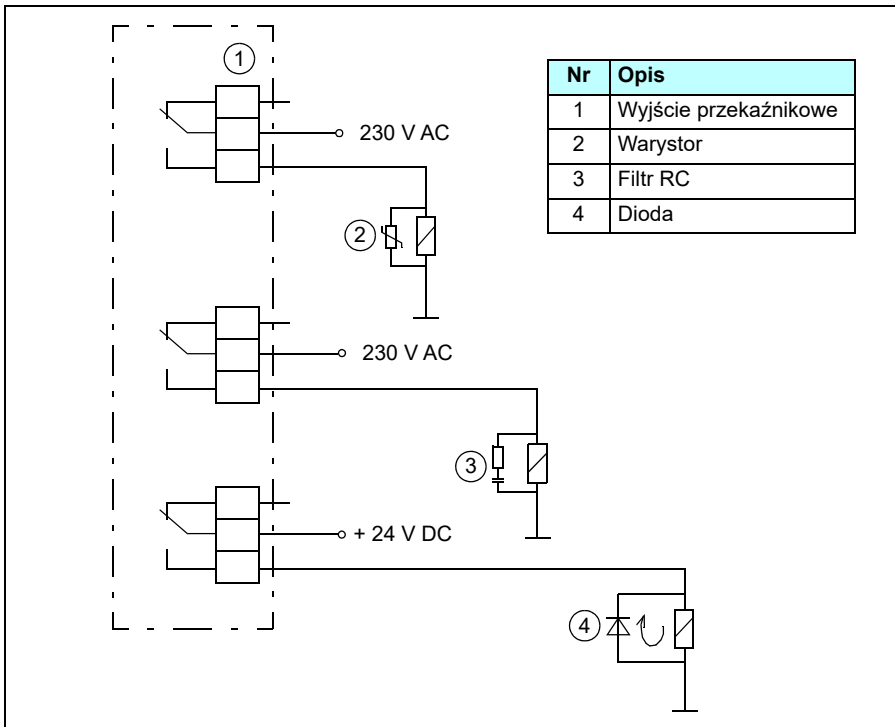 1
Nr Opis
1 Wyjście przekaźnikowe
2 Warystor
3 Filtr RC
4 Dioda
230 V AC
2
230 V AC
3
+ 24 V DC
4